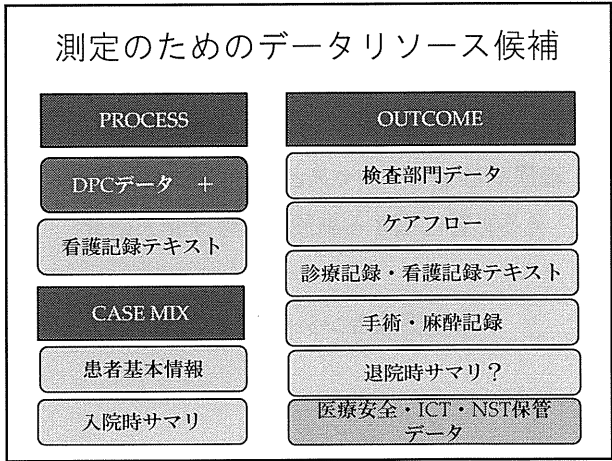 測定のためのデータリソース候補
PROCESS
DPCデータ +
看護記録テキスト
CASE MIX
患者基本情報
入院時サマリ
OUTCOME
検査部門データ
ケアフロー
診療記録・看護記録テキスト
手術・麻酔記録
退院時サマリ?
医療安全・ICT・NST保管
データ